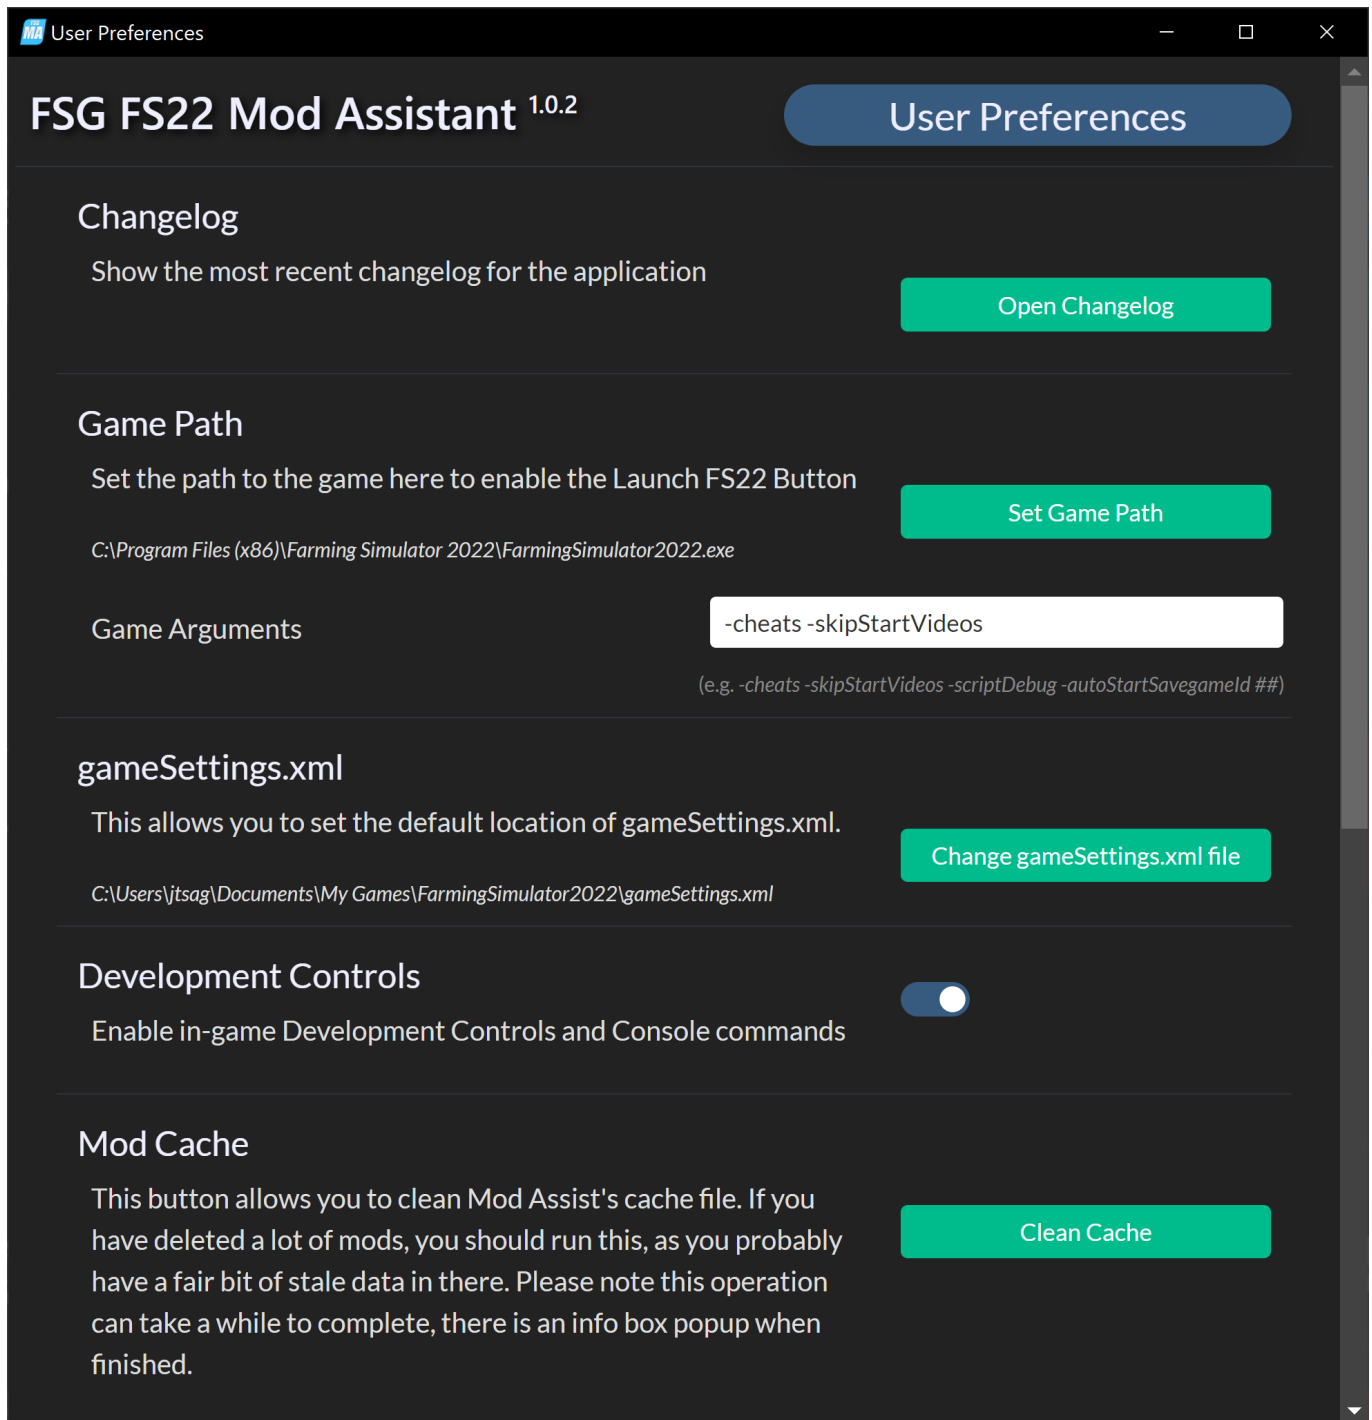 FSG MA User Preferences
FSG FS22 Mod Assistant 1.0.2
User Preferences
Changelog
Show the most recent changelog for the application
Open Changelog
Game Path
Set the path to the game here to enable the Launch FS22 Button
Set Game Path
C:\Program Files (x86)\Farming Simulator 2022\FarmingSimulator2022.exe
Game Arguments
-cheats -skipStartVideos
(e.g. -cheats -skipStartVideos -scriptDebug -autoStartSavegameId ##)
gameSettings.xml
This allows you to set the default location of gameSettings.xml.
Change gameSettings.xml file
C:\Users\jtsag\Documents\My Games\FarmingSimulator2022\gameSettings.xml
Development Controls
Enable in-game Development Controls and Console commands
Mod Cache
This button allows you to clean Mod Assist's cache file. If you
have deleted a lot of mods, you should run this, as you probably
have a fair bit of stale data in there. Please note this operation
can take a while to complete, there is an info box popup when
finished.
Clean Cache